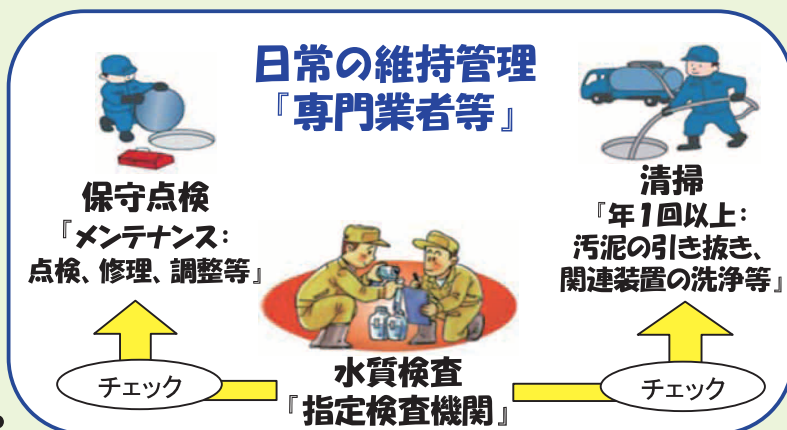 日常の維持管理
『専門業者等』
保守点検
『メンテナンス：
点検、修理、調整等』
清掃
『年1回以上：
汚泥の引き抜き、
関連装置の洗浄等』
チェック
水質検査
『指定検査機関』
チェック